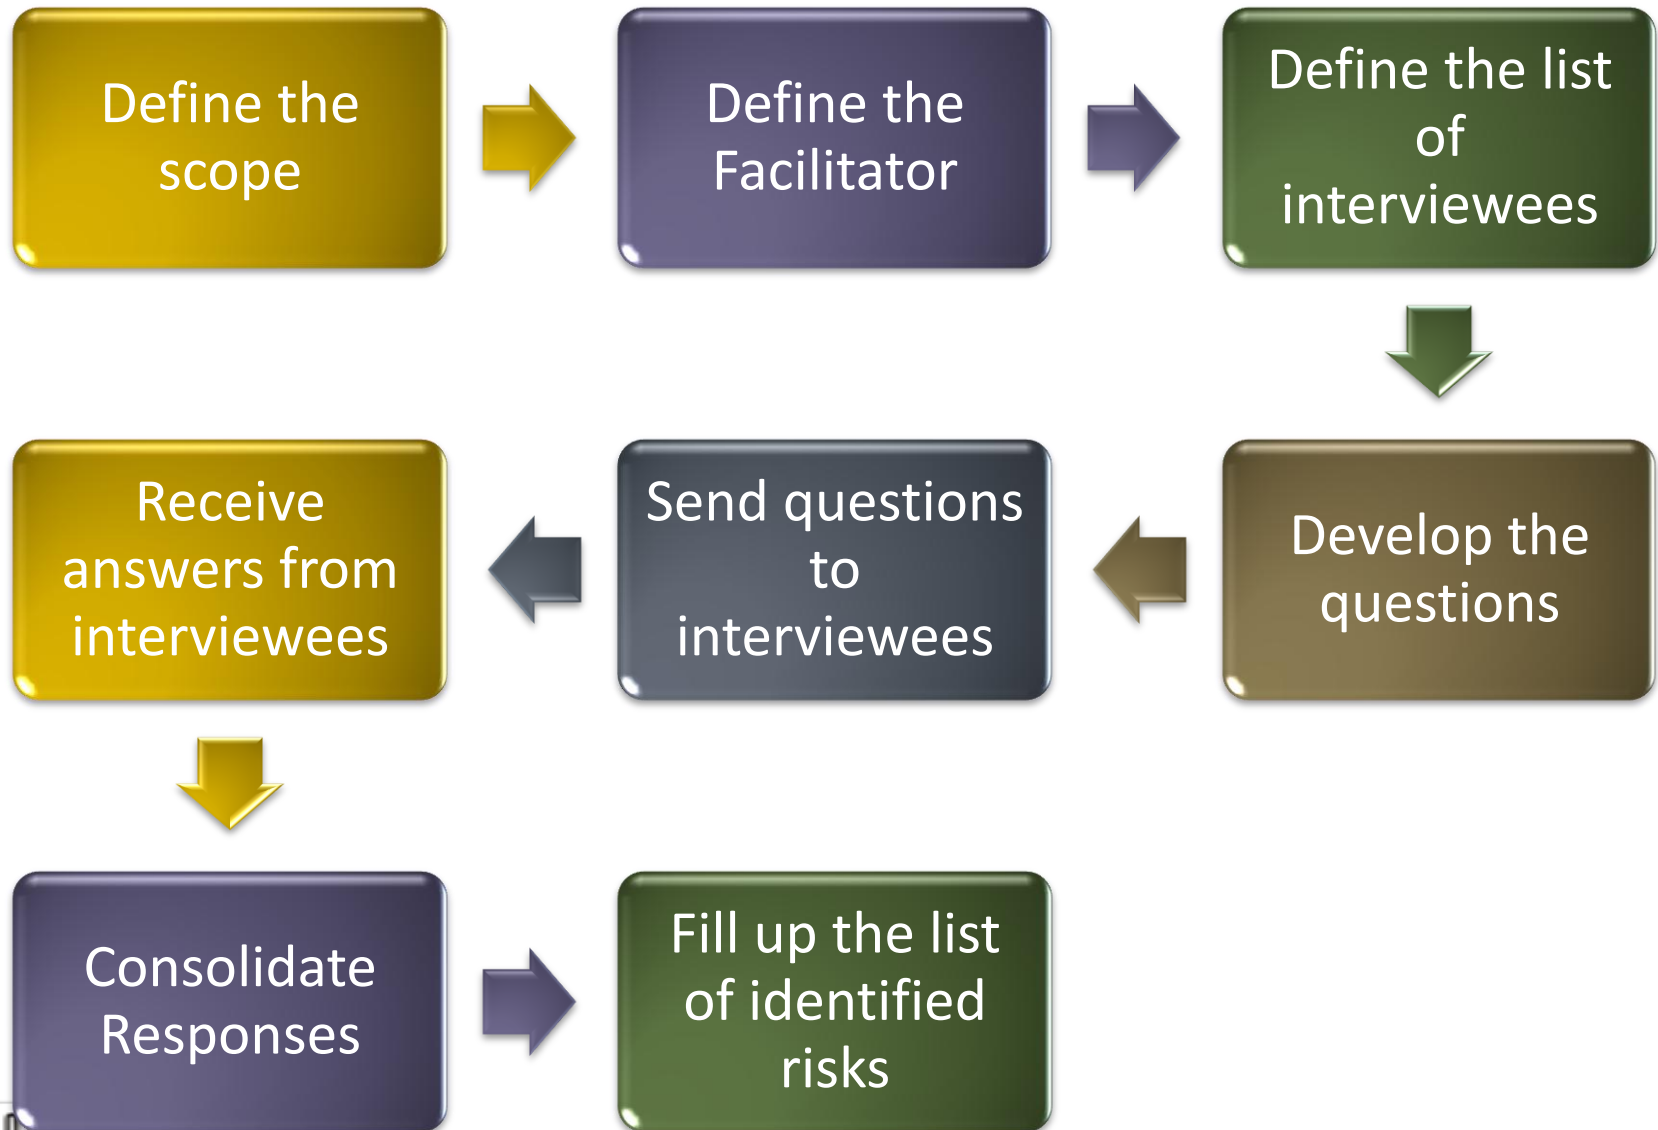 Define the
scope
Define the
Facilitator
Define the list
of
interviewees
Develop the
questions
Send questions
to
interviewees
Receive
answers from
interviewees
Consolidate
Responses
Fill up the list
of identified
risks